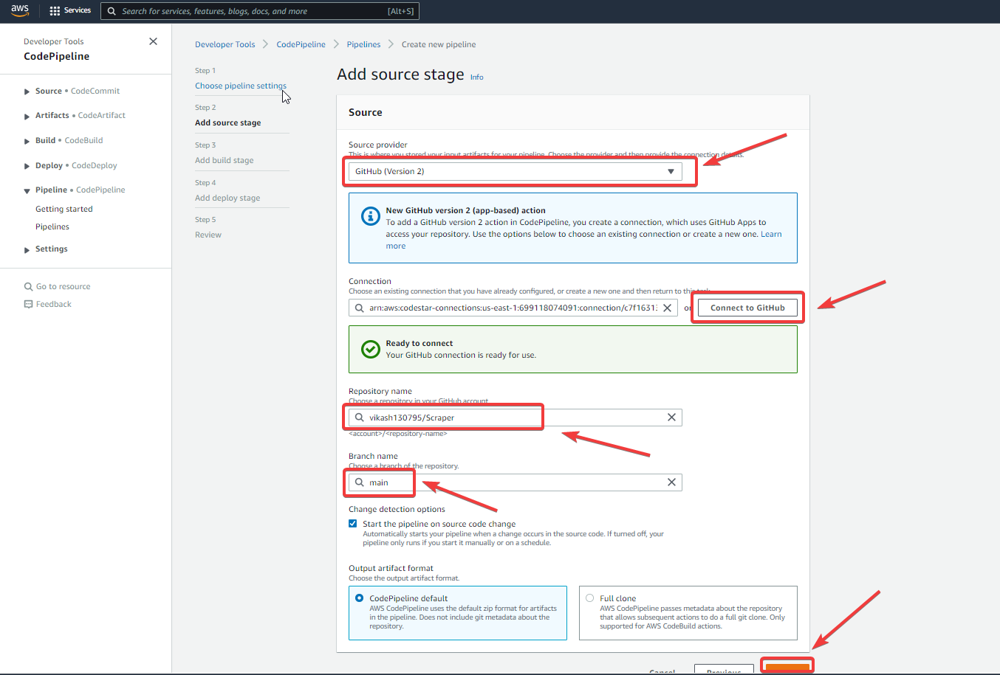 aws
Services
Search for services, features, blogs, docs, and more
[Alt+S]
Developer Tools
CodePipeline
Source • CodeCommit
Artifacts • CodeArtifact
Build • CodeBuild
Deploy • CodeDeploy
Pipeline • CodePipeline
Getting started
Pipelines
Settings
Go to resource
Feedback
Developer Tools
CodePipeline
Pipelines
Create new pipeline
Step 1
Choose pipeline settings
Step 2
Add source stage
Step 3
Add build stage
Step 4
Add deploy stage
Step 5
Review
Add source stage Info
Source
Source provider
This is where you stored your input artifacts for your pipeline. Choose the provider and then provide the connection details.
GitHub (Version 2)
New GitHub version 2 (app-based) action
To add a GitHub version 2 action in CodePipeline, you create a connection, which uses GitHub Apps to
access your repository. Use the options below to choose an existing connection or create a new one. Learn
more
Connection
Choose an existing connection that you have already configured, or create a new one and then return to this task.
arn:aws:codestar-connections:us-east-1:699118074091:connection/c7f1631
or
Connect to GitHub
Ready to connect
Your GitHub connection is ready for use.
Repository name
Choose a repository in your GitHub account.
vikash130795/Scraper
<account>/<repository-name>
Branch name
Choose a branch of the repository.
main
Change detection options
Start the pipeline on source code change
Automatically starts your pipeline when a change occurs in the source code. If turned off, your
pipeline only runs if you start it manually or on a schedule.
Output artifact format
Choose the output artifact format.
CodePipeline default
AWS CodePipeline uses the default zip format for artifacts
in the pipeline. Does not include git metadata about the
repository.
Full clone
AWS CodePipeline passes metadata about the repository
that allows subsequent actions to do a full git clone. Only
supported for AWS CodeBuild actions.
Cancel
Previous